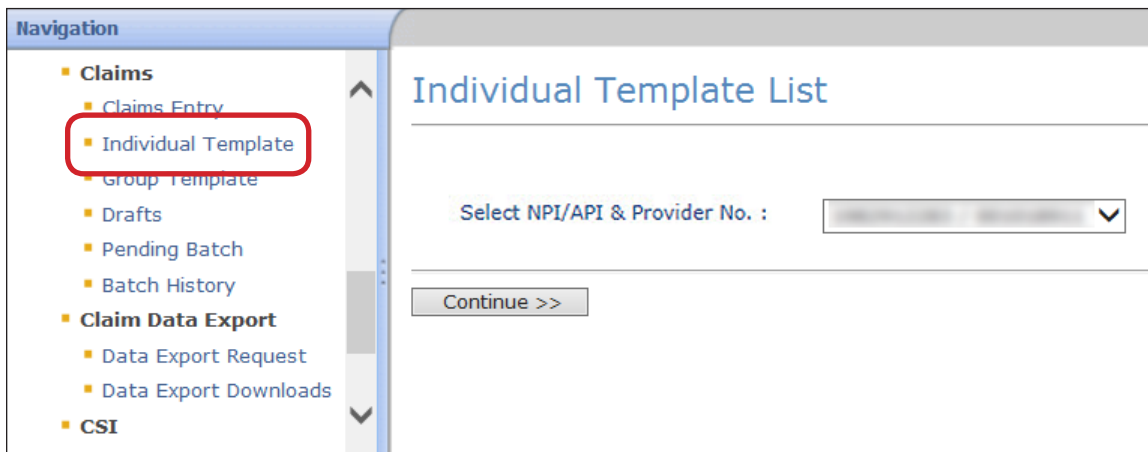 Navigation
Claims
Claims Entry
Individual Template
Group Template
Drafts
Pending Batch
Batch History
Claim Data Export
Data Export Request
Data Export Downloads
CSI
Individual Template List
Select NPI/API & Provider No. :
Continue >>